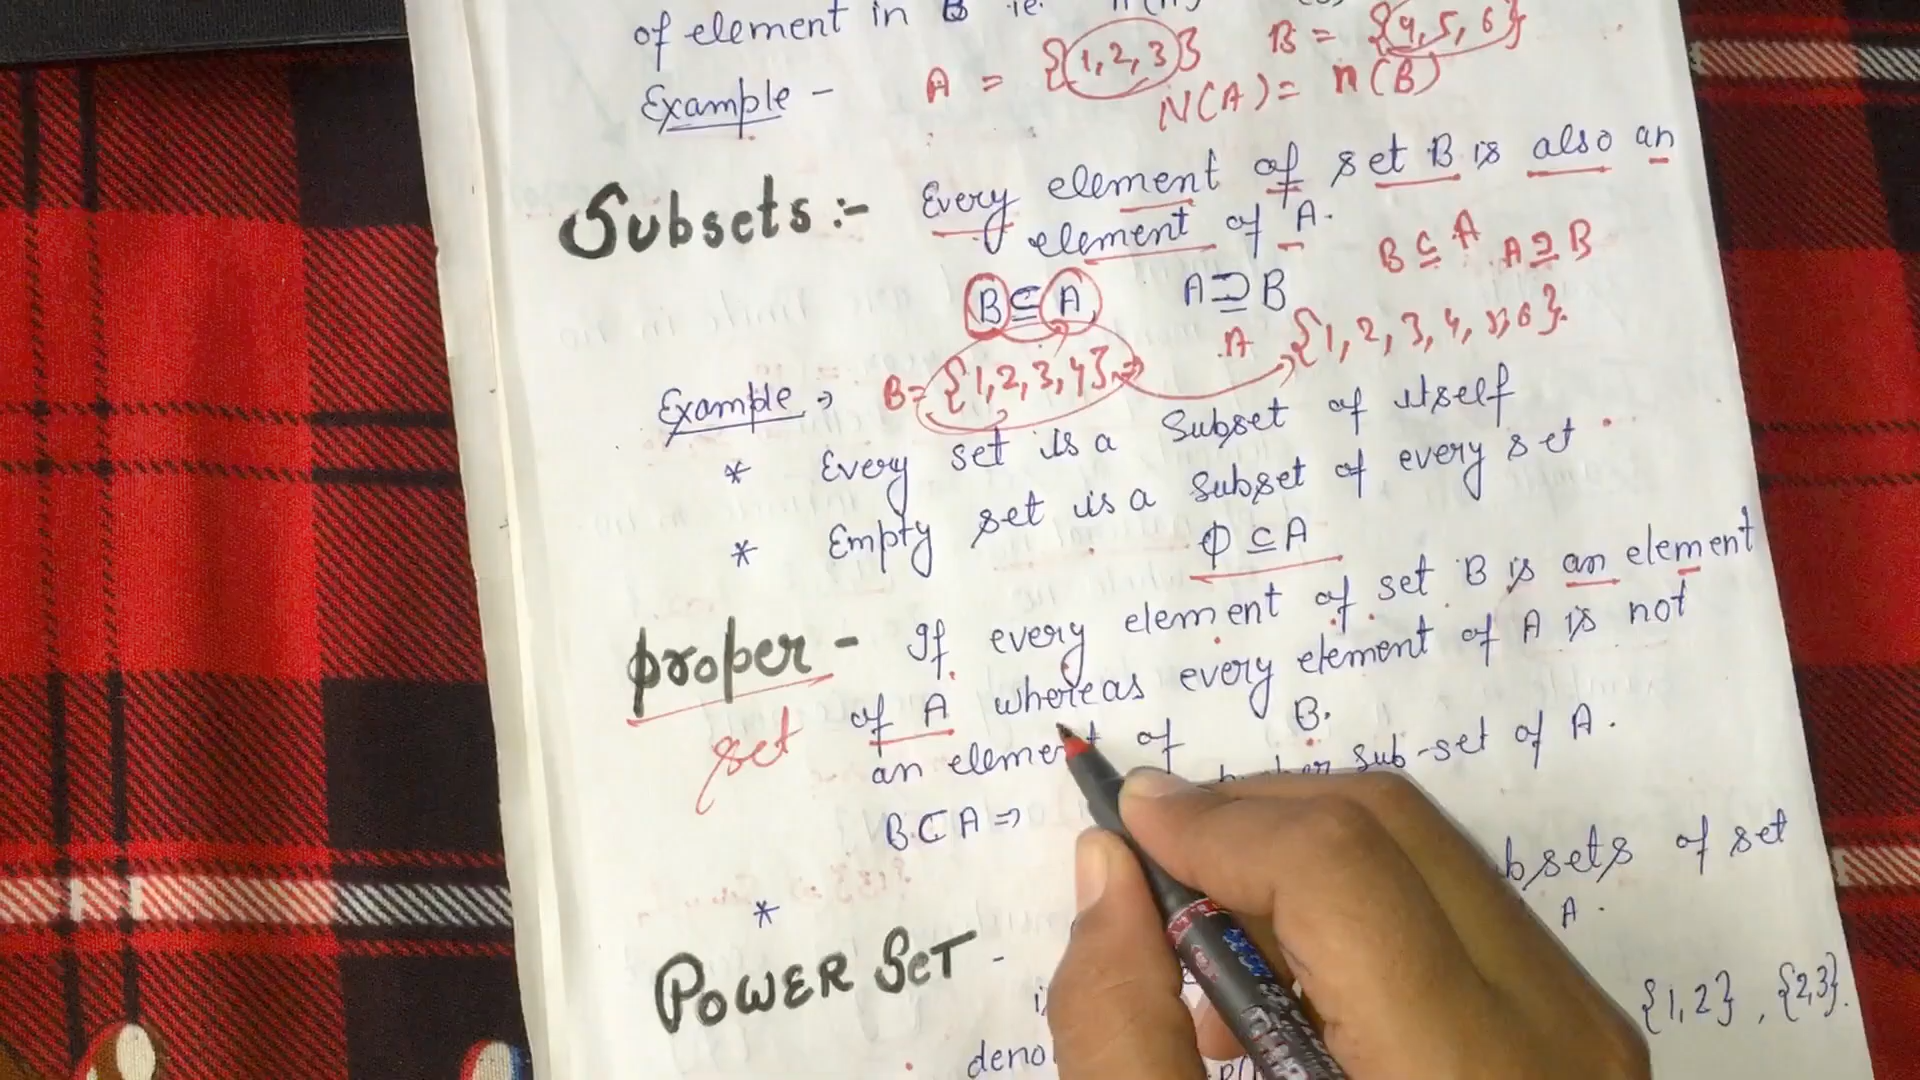 of element in B ie.
Example - A = {1,2,3} B = {4,5,6}
N(A) = n(B)
Subsets :- Every element of set B is also an
element of A.
B ⊆ A A ⊇ B B ⊆ A A ⊇ B
Example → B = {1,2,3,4} ⇒ A {1,2,3,4,5,6}.
* Every set is a Subset of itself
* Empty set is a subset of every set
ϕ ⊆ A
proper - If every element of set B is an element
set of A whereas every element of A is not
an element of B.
B ⊂ A ⇒ sub-set of A.
* of set
A.
POWER SET -
{1,2}, {2,3}.